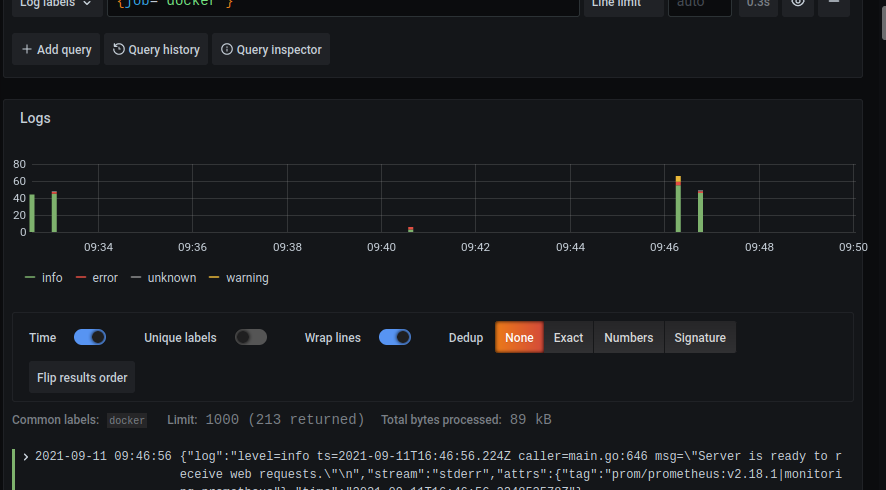 Log labels {job="docker"} Line limit auto 0.3s
+ Add query Query history Query inspector
Logs
80
60
40
20
0
09:34 09:36 09:38 09:40 09:42 09:44 09:46 09:48 09:50
info error unknown warning
Time Unique labels Wrap lines Dedup None Exact Numbers Signature
Flip results order
Common labels: docker Limit: 1000 (213 returned) Total bytes processed: 89 kB
2021-09-11 09:46:56 {"log":"level=info ts=2021-09-11T16:46:56.224Z caller=main.go:646 msg=\"Server is ready to r
eceive web requests.\"\n","stream":"stderr","attrs":{"tag":"prom/prometheus:v2.18.1|monitori